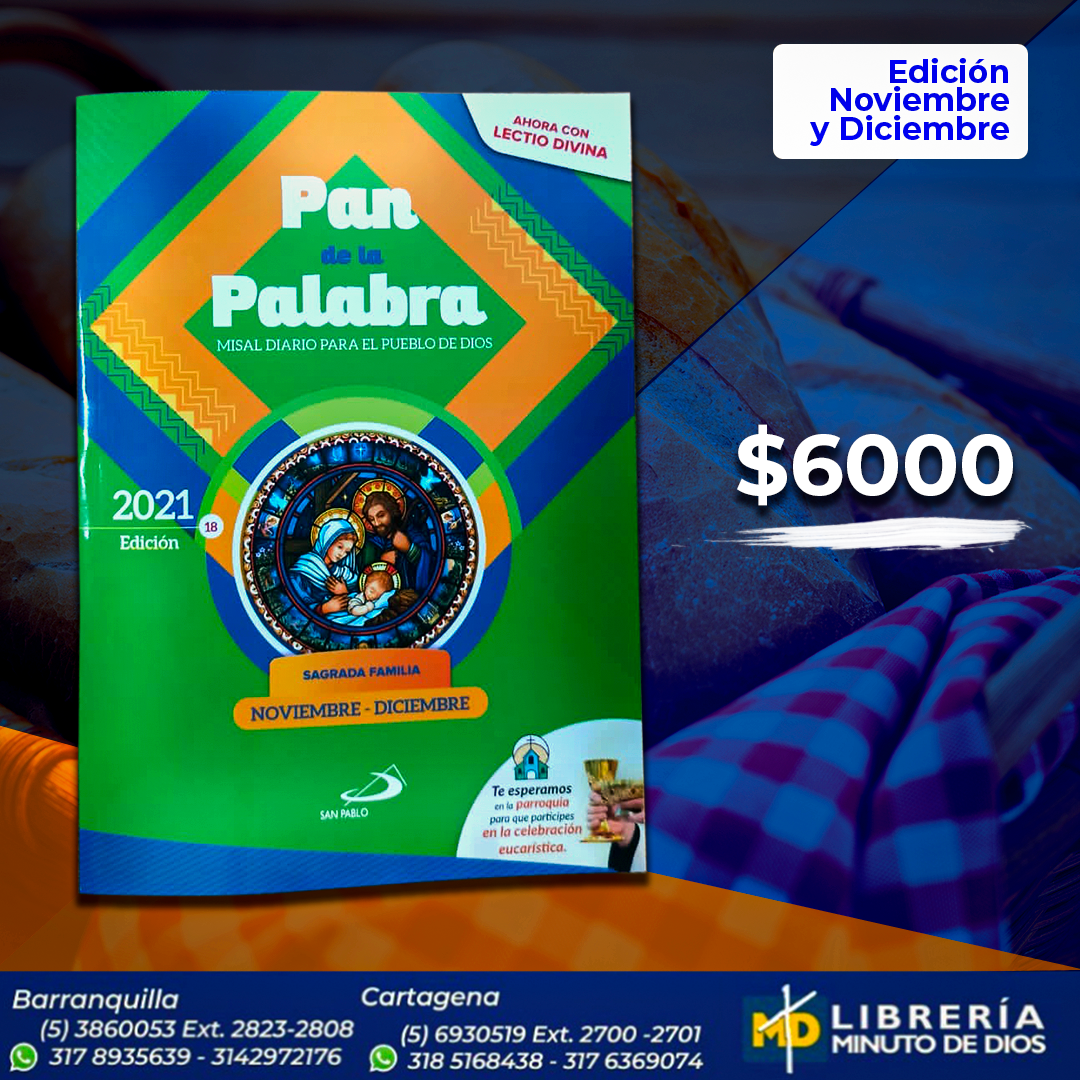 Edición
Noviembre
y Diciembre
AHORA CON
LECTIO DIVINA
Pan
de la
Palabra
MISAL DIARIO PARA EL PUEBLO DE DIOS
2021
18
Edición
SAGRADA FAMILIA
NOVIEMBRE - DICIEMBRE
SAN PABLO
Te esperamos
en la parroquia
para que participes
en la celebración
eucarística.
$6000
Barranquilla
(5) 3860053 Ext. 2823-2808
317 8935639 - 3142972176
Cartagena
(5) 6930519 Ext. 2700 -2701
318 5168438 - 317 6369074
MD
LIBRERÍA
MINUTO DE DIOS